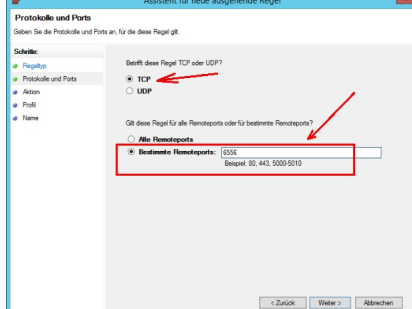 Assistent für neue ausgehende Regel
Protokolle und Ports
Geben Sie die Protokolle und Ports an, für die diese Regel gilt.
Schritte:
Regeltyp
Protokolle und Ports
Aktion
Profil
Name
Betrifft diese Regel TCP oder UDP?
TCP
UDP
Gilt diese Regel für alle Remoteports oder für bestimmte Remoteports?
Alle Remoteports
Bestimmte Remoteports: 6556
Beispiel: 80, 443, 5000-5010
< Zurück Weiter > Abbrechen